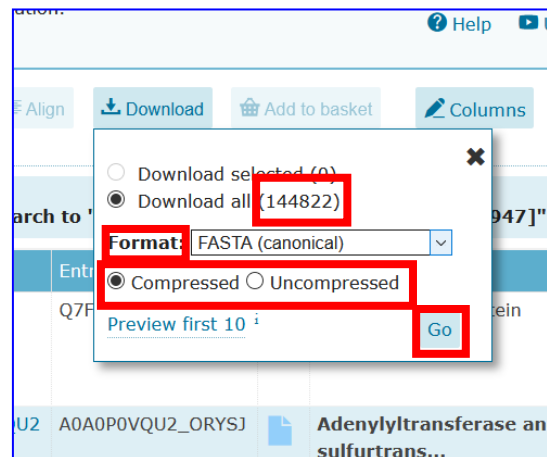 Help
Align
Download
Add to basket
Columns
Download selected (0)
Download all (144822)
arch to "
947]"
Format: FASTA (canonical)
Entr
Compressed Uncompressed
Q7F
tein
Preview first 10 i
Go
QU2 A0A0P0VQU2_ORYSJ Adenylyltransferase an
sulfurtrans...